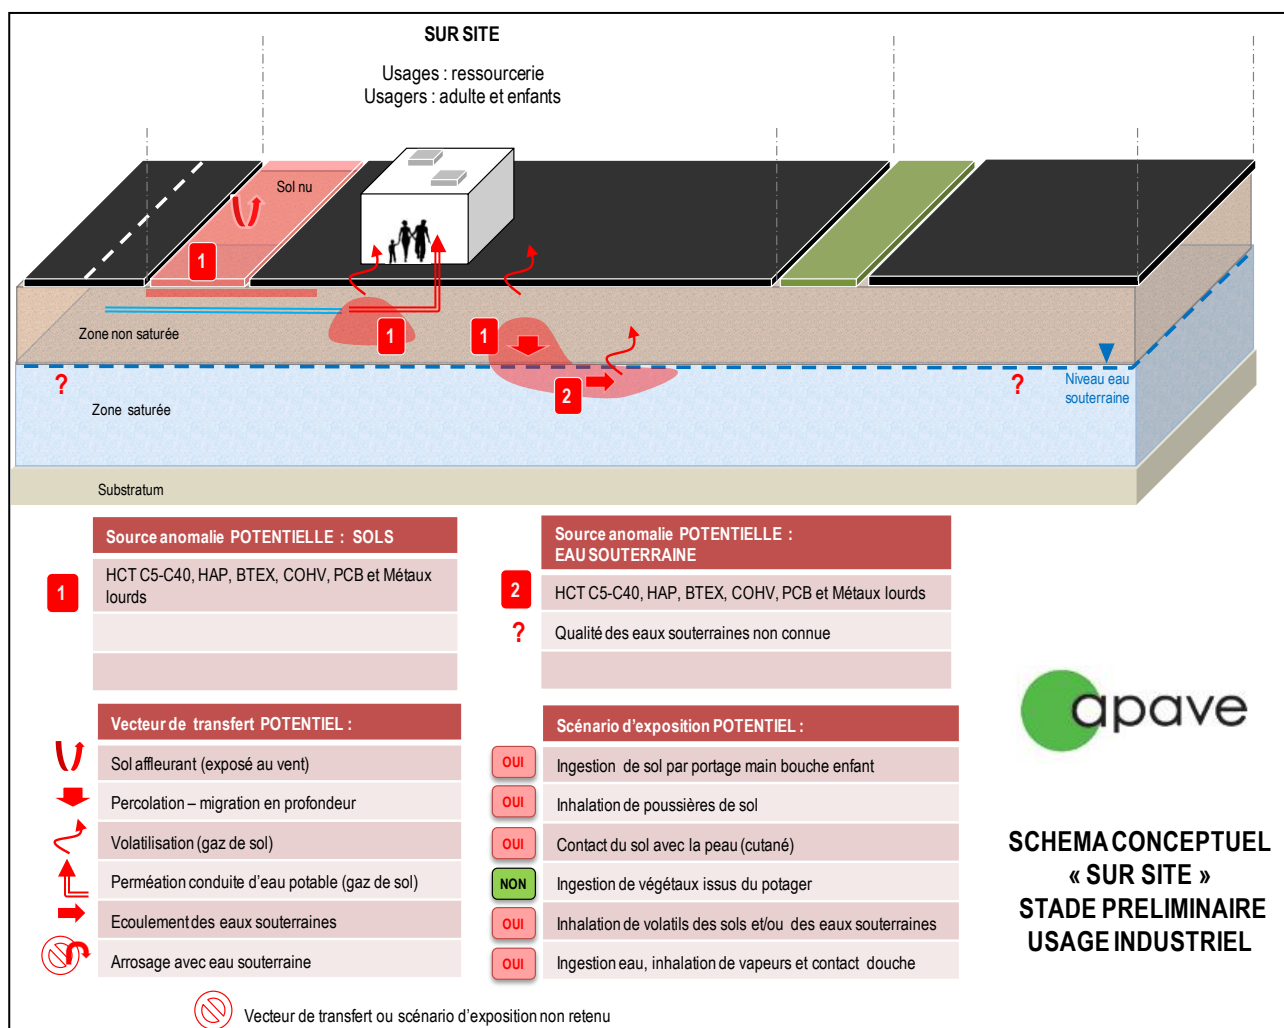 SUR SITE
Usages : ressourcerie
Usagers : adulte et enfants
Sol nu
1
Zone non saturée
1
1
2
?
?
Niveau eau
souterraine
Zone saturée
Substratum
Source anomalie POTENTIELLE : SOLS
1
HCT C5-C40, HAP, BTEX, COHV, PCB et Métaux
lourds
Source anomalie POTENTIELLE :
EAU SOUTERRAINE
2
HCT C5-C40, HAP, BTEX, COHV, PCB et Métaux lourds
?
Qualité des eaux souterraines non connue
Vecteur de transfert POTENTIEL :
Sol affleurant (exposé au vent)
Percolation – migration en profondeur
Volatilisation (gaz de sol)
Perméation conduite d'eau potable (gaz de sol)
Ecoulement des eaux souterraines
Arrosage avec eau souterraine
Scénario d'exposition POTENTIEL :
OUI Ingestion de sol par portage main bouche enfant
OUI Inhalation de poussières de sol
OUI Contact du sol avec la peau (cutané)
NON Ingestion de végétaux issus du potager
OUI Inhalation de volatils des sols et/ou des eaux souterraines
OUI Ingestion eau, inhalation de vapeurs et contact douche
Vecteur de transfert ou scénario d'exposition non retenu
apave
SCHEMA CONCEPTUEL
« SUR SITE »
STADE PRELIMINAIRE
USAGE INDUSTRIEL